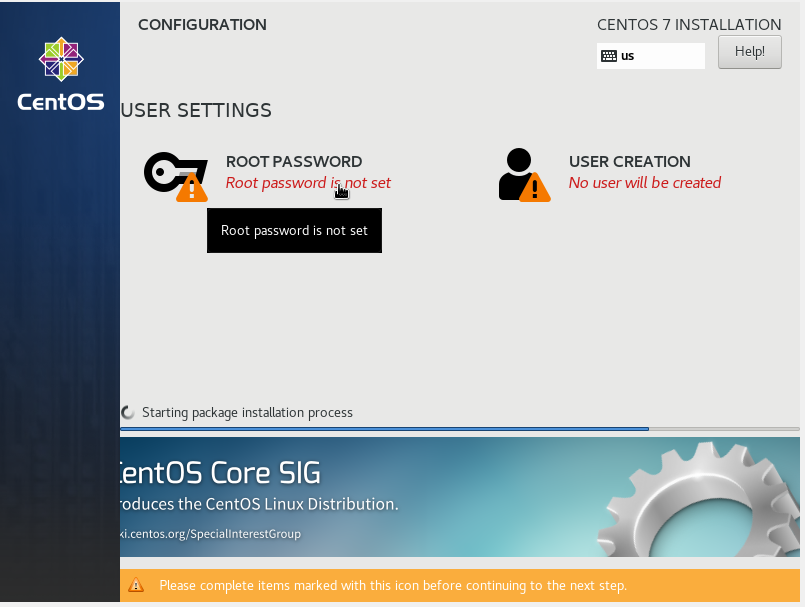 CONFIGURATION
CENTOS 7 INSTALLATION
us
Help!
CentOS
USER SETTINGS
ROOT PASSWORD
Root password is not set
USER CREATION
No user will be created
Root password is not set
Starting package installation process
CentOS Core SIG
roduces the CentOS Linux Distribution.
ki.centos.org/SpecialInterestGroup
Please complete items marked with this icon before continuing to the next step.